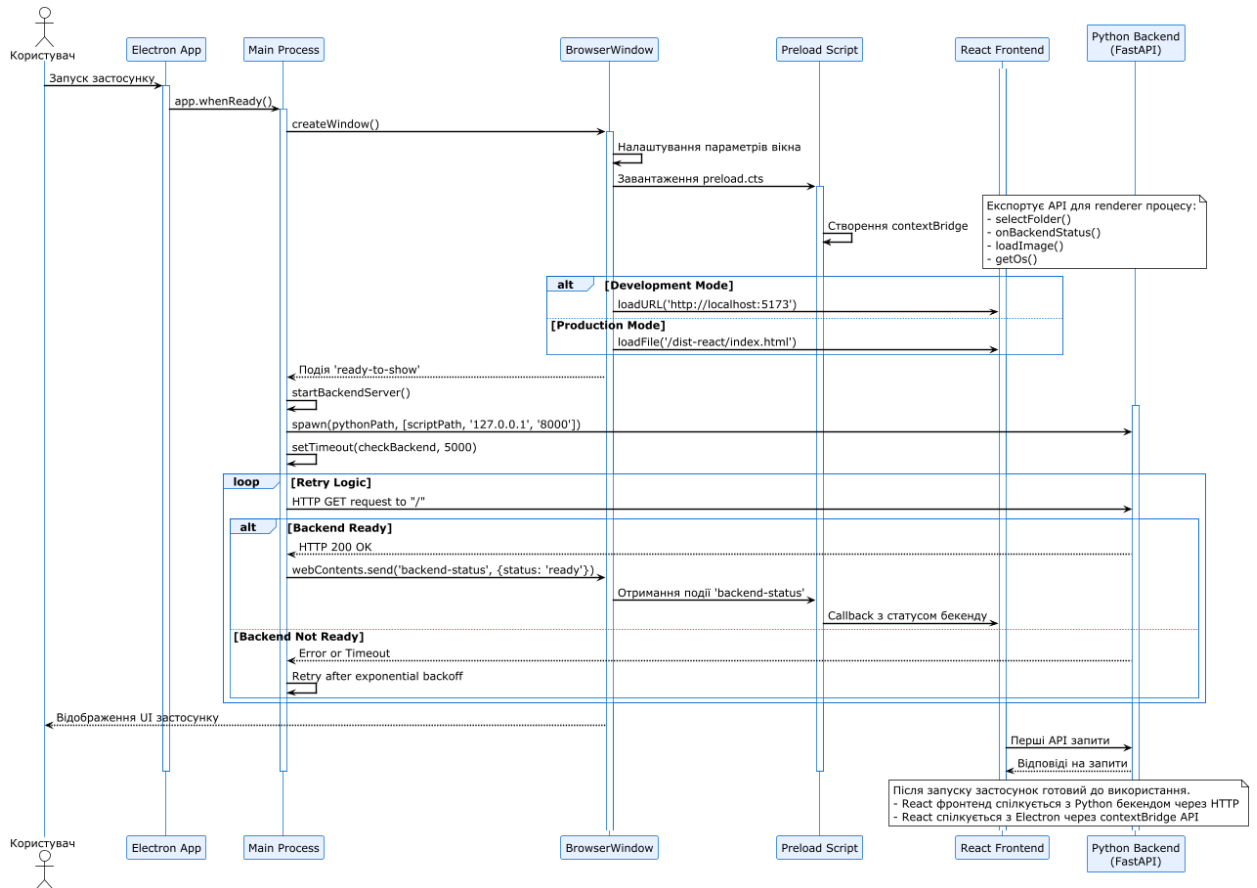 Користувач
Electron App
Main Process
BrowserWindow
Preload Script
React Frontend
Python Backend
(FastAPI)
Запуск застосунку
app.whenReady()
createWindow()
Налаштування параметрів вікна
Завантаження preload.cts
Створення contextBridge
Експортує API для renderer процесу:
- selectFolder()
- onBackendStatus()
- loadImage()
- getOs()
alt [Development Mode]
loadURL('http://localhost:5173')
[Production Mode]
loadFile('/dist-react/index.html')
Подія 'ready-to-show'
startBackendServer()
spawn(pythonPath, [scriptPath, '127.0.0.1', '8000'])
setTimeout(checkBackend, 5000)
loop [Retry Logic]
HTTP GET request to "/"
alt [Backend Ready]
HTTP 200 OK
webContents.send('backend-status', {status: 'ready'})
Отримання події 'backend-status'
Callback з статусом бекенду
[Backend Not Ready]
Error or Timeout
Retry after exponential backoff
Відображення UI застосунку
Перші API запити
Відповіді на запити
Після запуску застосунок готовий до використання.
- React фронтенд спілкується з Python бекендом через HTTP
- React спілкується з Electron через contextBridge API
Користувач
Electron App
Main Process
BrowserWindow
Preload Script
React Frontend
Python Backend
(FastAPI)